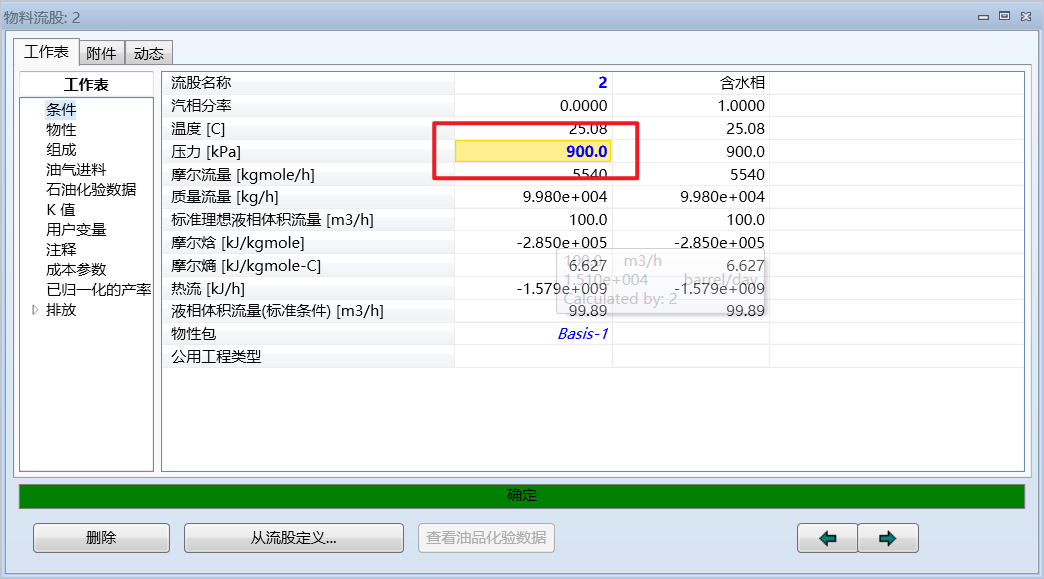 物料流股: 2
工作表 附件 动态
工作表
条件
物性
组成
油气进料
石油化验数据
K 值
用户变量
注释
成本参数
已归一化的产率
排放
流股名称 2 含水相
汽相分率 0.0000 1.0000
温度 [C] 25.08 25.08
压力 [kPa] 900.0 900.0
摩尔流量 [kgmole/h] 5540 5540
质量流量 [kg/h] 9.980e+004 9.980e+004
标准理想液相体积流量 [m3/h] 100.0 100.0
摩尔焓 [kJ/kgmole] -2.850e+005 -2.850e+005
摩尔熵 [kJ/kgmole-C] 6.627 6.627
热流 [kJ/h] -1.579e+009 -1.579e+009
液相体积流量(标准条件) [m3/h] 99.89 99.89
物性包 Basis-1
公用工程类型
100.0 m3/h
1.510e+004 barrel/day
Calculated by: 2
确定
删除 从流股定义... 查看油品化验数据